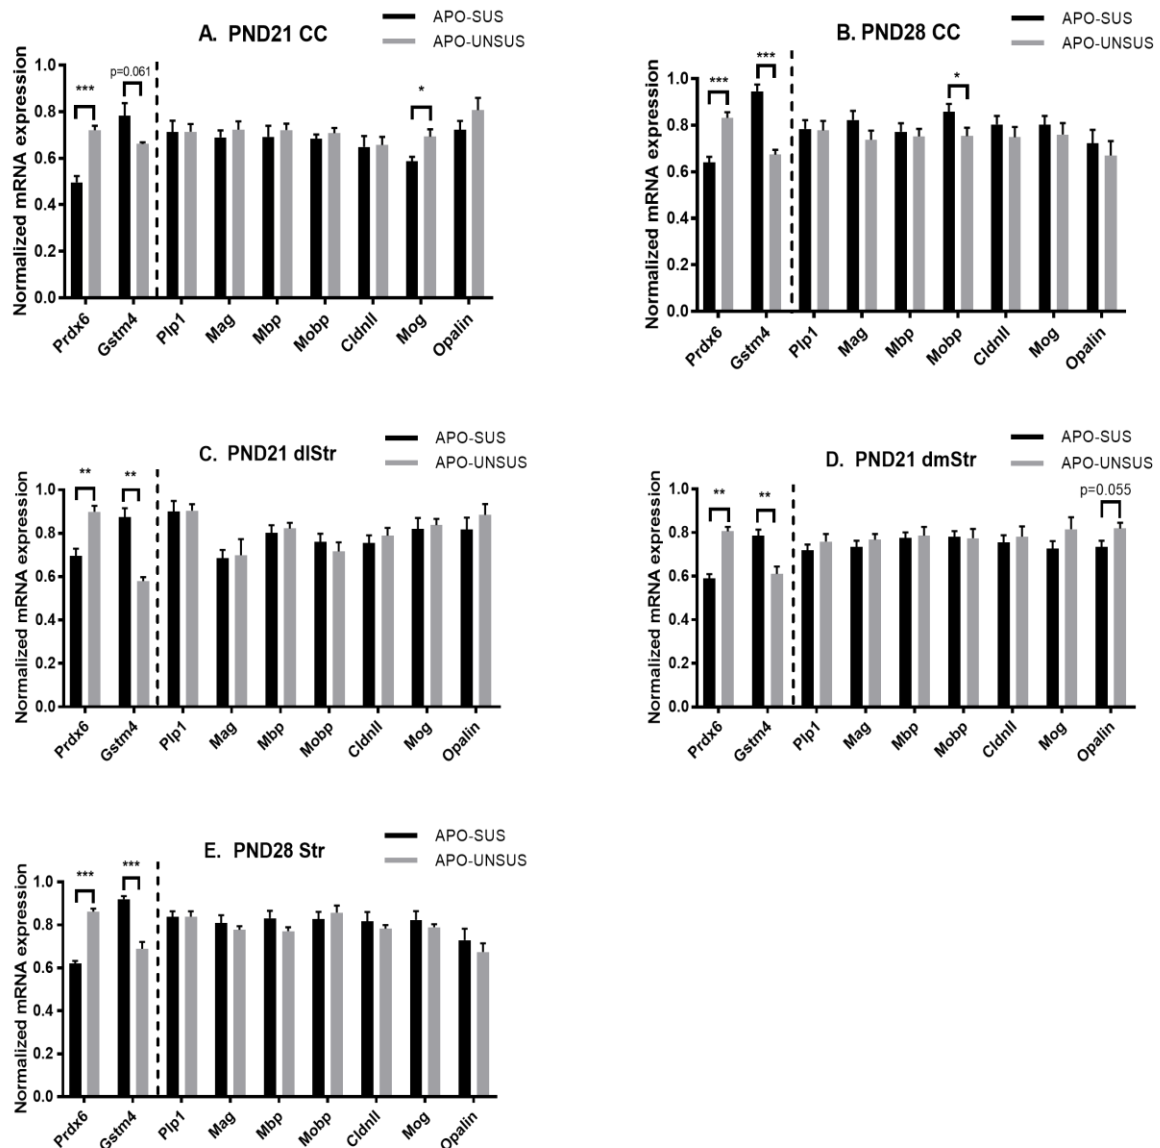 A. PND21 CC
APO-SUS
APO-UNSUS
Normalized mRNA expression
1.0
0.8
0.6
0.4
0.2
0.0
***
p=0.061
*
Prdx6
Gstm4
Plp1
Mag
Mbp
Mobp
Cldnll
Mog
Opalin
B. PND28 CC
APO-SUS
APO-UNSUS
Normalized mRNA expression
1.0
0.8
0.6
0.4
0.2
0.0
***
***
*
Prdx6
Gstm4
Plp1
Mag
Mbp
Mobp
Cldnll
Mog
Opalin
C. PND21 dlStr
APO-SUS
APO-UNSUS
Normalized mRNA expression
1.0
0.8
0.6
0.4
0.2
0.0
**
**
Prdx6
Gstm4
Plp1
Mag
Mbp
Mobp
Cldnll
Mog
Opalin
D. PND21 dmStr
APO-SUS
APO-UNSUS
Normalized mRNA expression
1.0
0.8
0.6
0.4
0.2
0.0
**
**
p=0.055
Prdx6
Gstm4
Plp1
Mag
Mbp
Mobp
Cldnll
Mog
Opalin
E. PND28 Str
APO-SUS
APO-UNSUS
Normalized mRNA expression
1.0
0.8
0.6
0.4
0.2
0.0
***
***
Prdx6
Gstm4
Plp1
Mag
Mbp
Mobp
Cldnll
Mog
Opalin